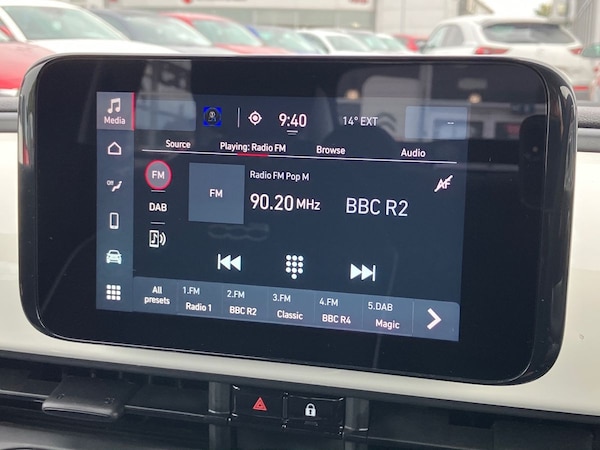 Media
9:40
14° EXT
--
Source
Playing: Radio FM
Browse
Audio
FM
DAB
FM
Radio FM Pop M
90.20 MHz
BBC R2
AF
Off
All presets
1.FM
Radio 1
2.FM
BBC R2
3.FM
Classic
4.FM
BBC R4
5.DAB
Magic